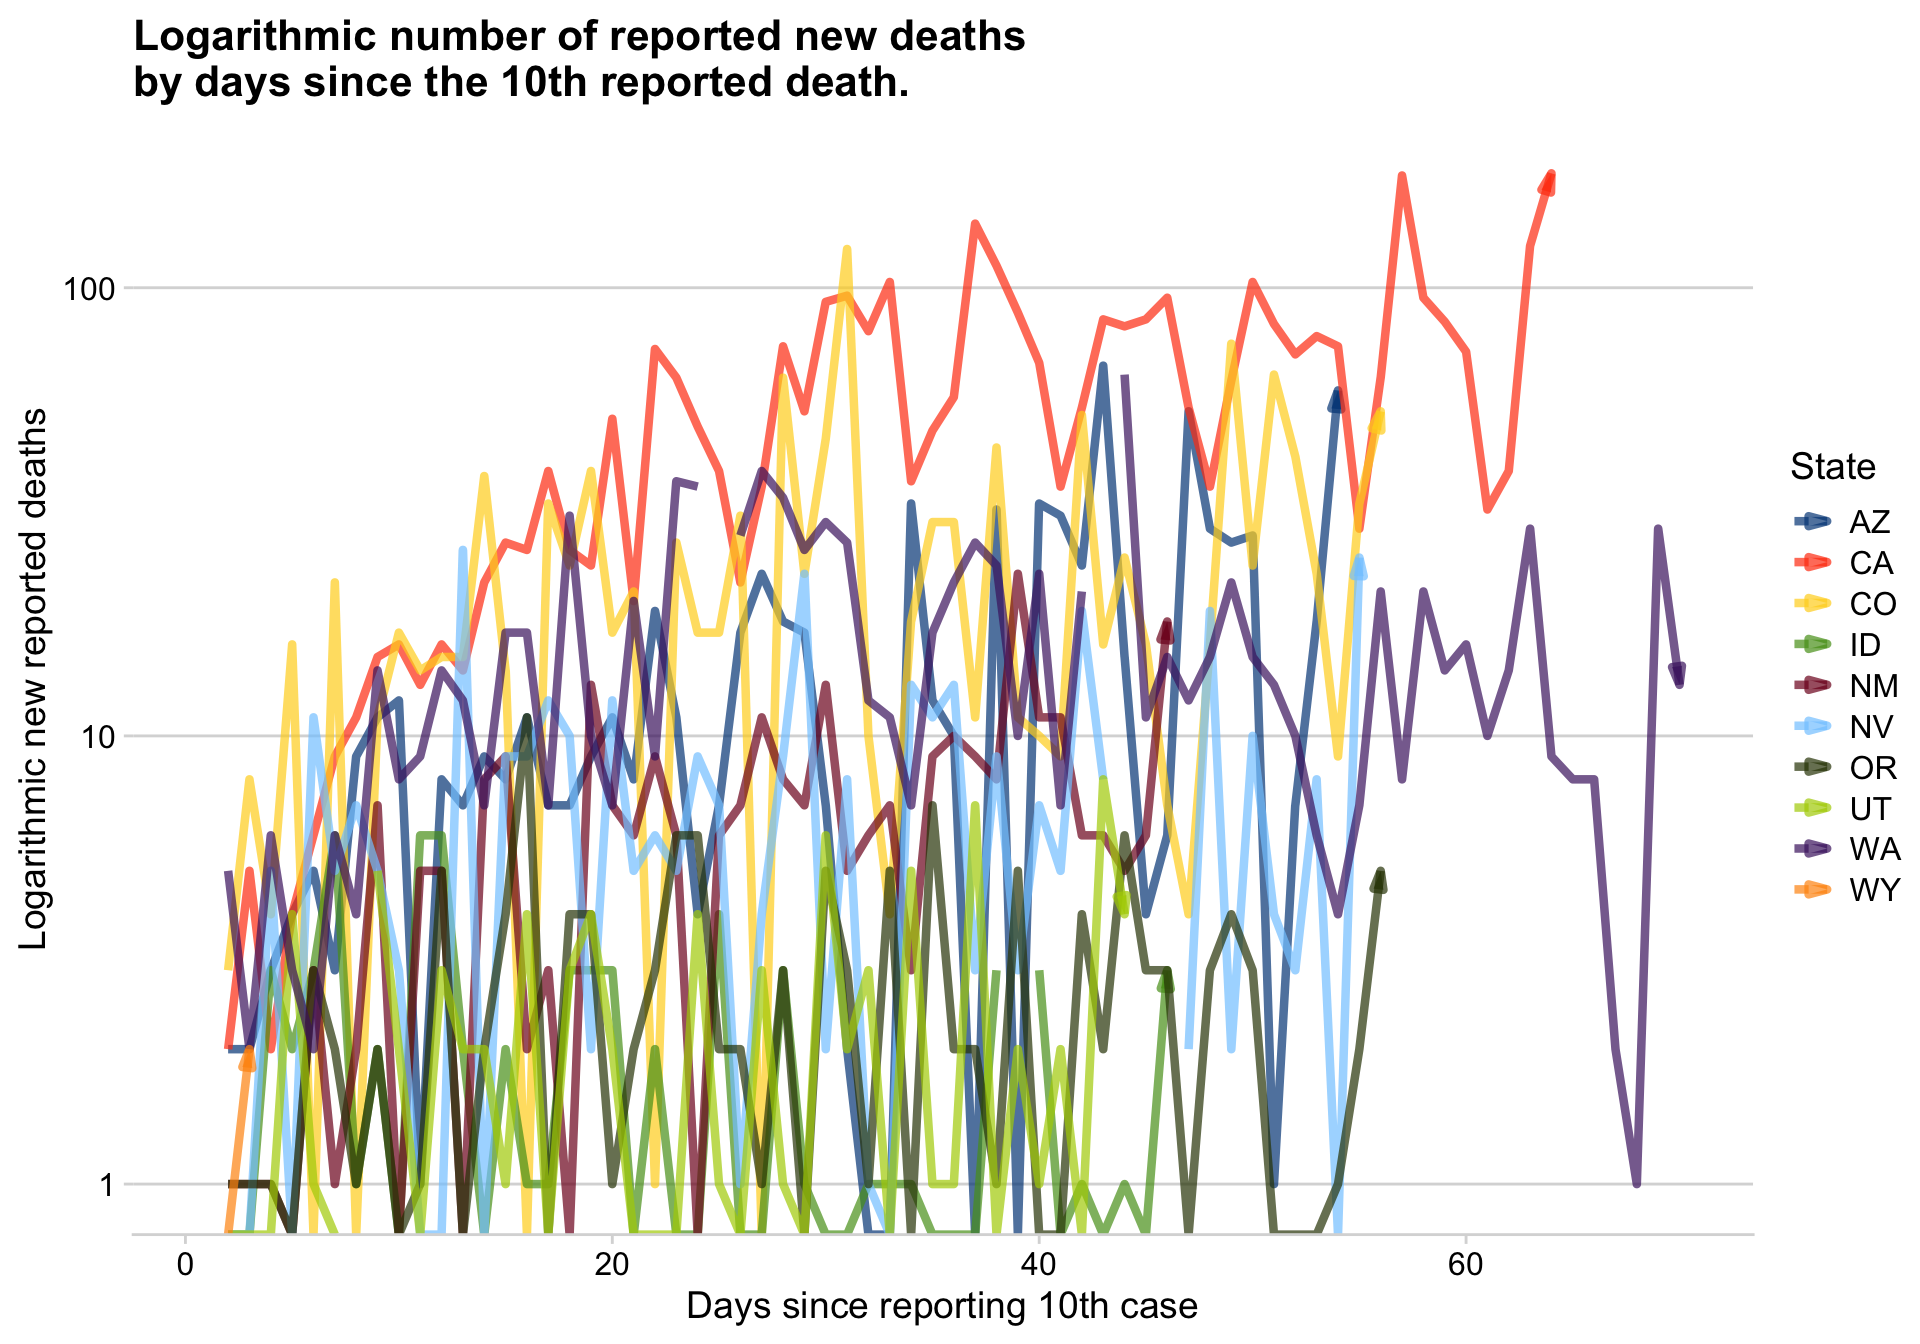 Logarithmic number of reported new deaths
by days since the 10th reported death.
Logarithmic new reported deaths
100
10
1
0
20
40
60
Days since reporting 10th case
State
AZ
CA
CO
ID
NM
NV
OR
UT
WA
WY